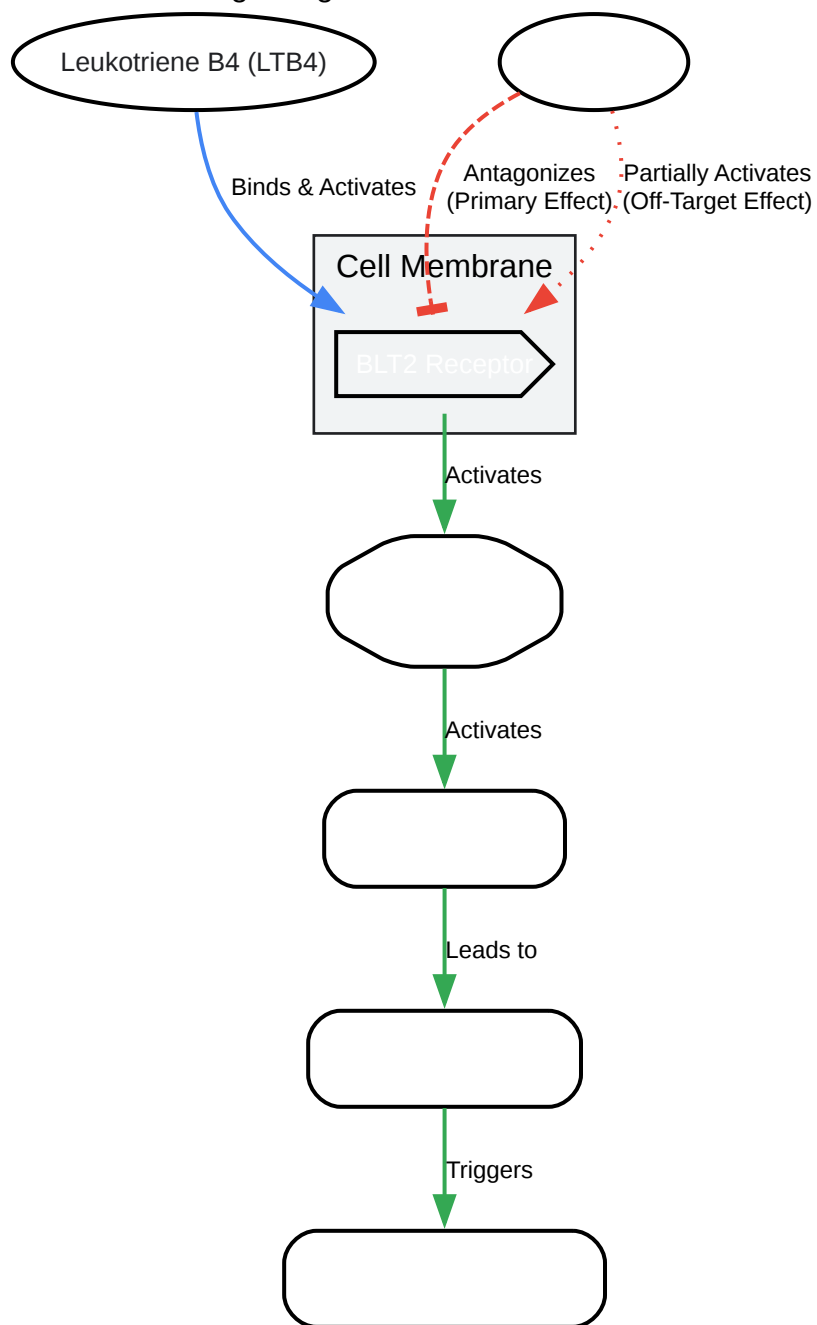 Leukotriene B4 (LTB4)
Binds & Activates
Antagonizes
(Primary Effect)
Partially Activates
(Off-Target Effect)
Cell Membrane
BLT2 Receptor
Activates
Activates
Leads to
Triggers